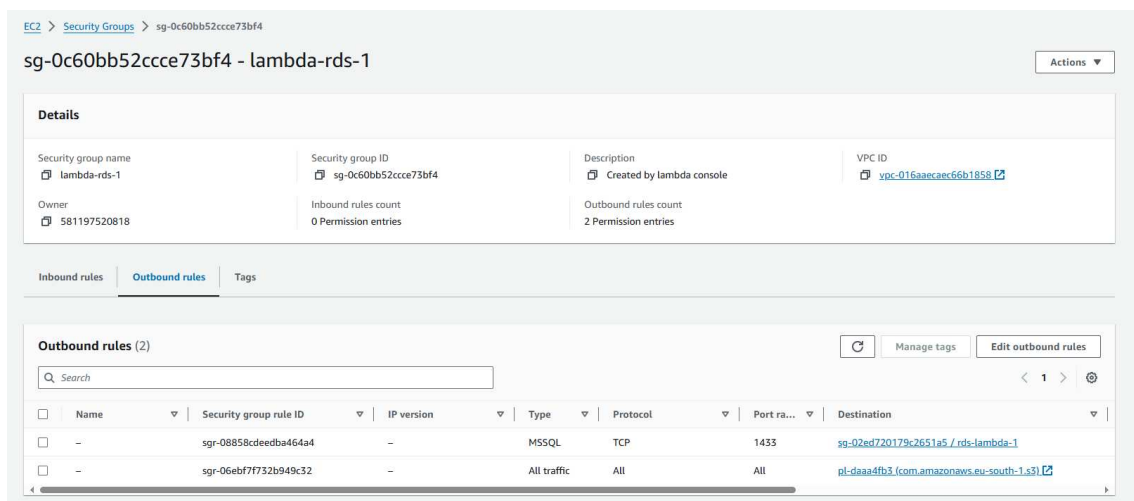 EC2 > Security Groups > sg-0c60bb52ccce73bf4
sg-0c60bb52ccce73bf4 - lambda-rds-1
Actions
Details
Security group name
lambda-rds-1
Security group ID
sg-0c60bb52ccce73bf4
Description
Created by lambda console
VPC ID
vpc-016aaecaec66b1858
Owner
581197520818
Inbound rules count
0 Permission entries
Outbound rules count
2 Permission entries
Inbound rules Outbound rules Tags
Outbound rules (2)
Manage tags Edit outbound rules
Search
< 1 >
Name Security group rule ID IP version Type Protocol Port ra... Destination
– sgr-08858cdeedba464a4 – MSSQL TCP 1433 sg-02ed720179c2651a5 / rds-lambda-1
– sgr-06ebf7f732b949c32 – All traffic All All pl-daaa4fb3 (com.amazonaws.eu-south-1.s3)